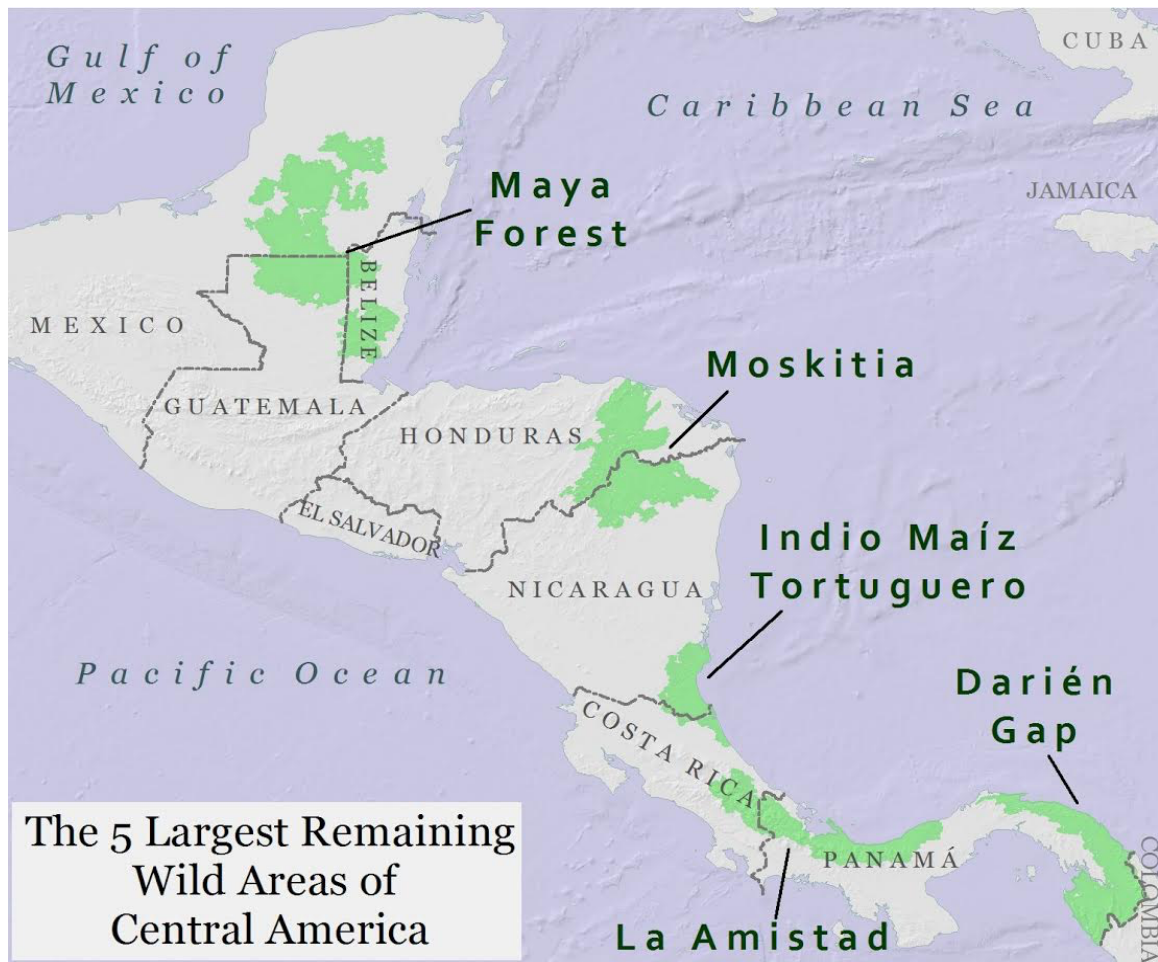 Gulf of
Mexico
CUBA
Caribbean Sea
JAMAICA
Maya
Forest
BELIZE
MEXICO
GUATEMALA
Moskitia
HONDURAS
EL SALVADOR
NICARAGUA
Indio Maíz
Tortuguero
Pacific Ocean
Darién
Gap
COSTA RICA
PANAMÁ
COLOMBIA
La Amistad
The 5 Largest Remaining
Wild Areas of
Central America